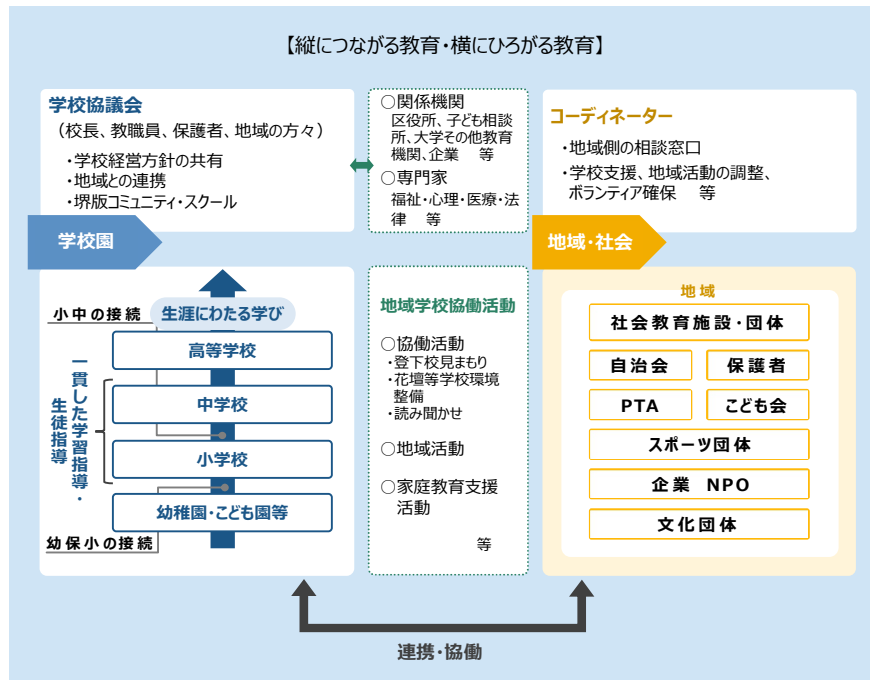 【縦につながる教育・横にひろがる教育】
学校協議会
（校長、教職員、保護者、地域の方々）
・学校経営方針の共有
・地域との連携
・堺版コミュニティ・スクール
○関係機関
区役所、子ども相談
所、大学その他教育
機関、企業　等
○専門家
福祉・心理・医療・法
律　等
コーディネーター
・地域側の相談窓口
・学校支援、地域活動の調整、
ボランティア確保　等
学校園
地域・社会
小中の接続
生涯にわたる学び
高等学校
中学校
小学校
幼稚園・こども園等
一貫した学習指導・
生徒指導
幼保小の接続
地域学校協働活動
○協働活動
・登下校見まもり
・花壇等学校環境
整備
・読み聞かせ
○地域活動
○家庭教育支援
活動
等
地域
社会教育施設・団体
自治会
保護者
PTA
こども会
スポーツ団体
企業　NPO
文化団体
連携・協働